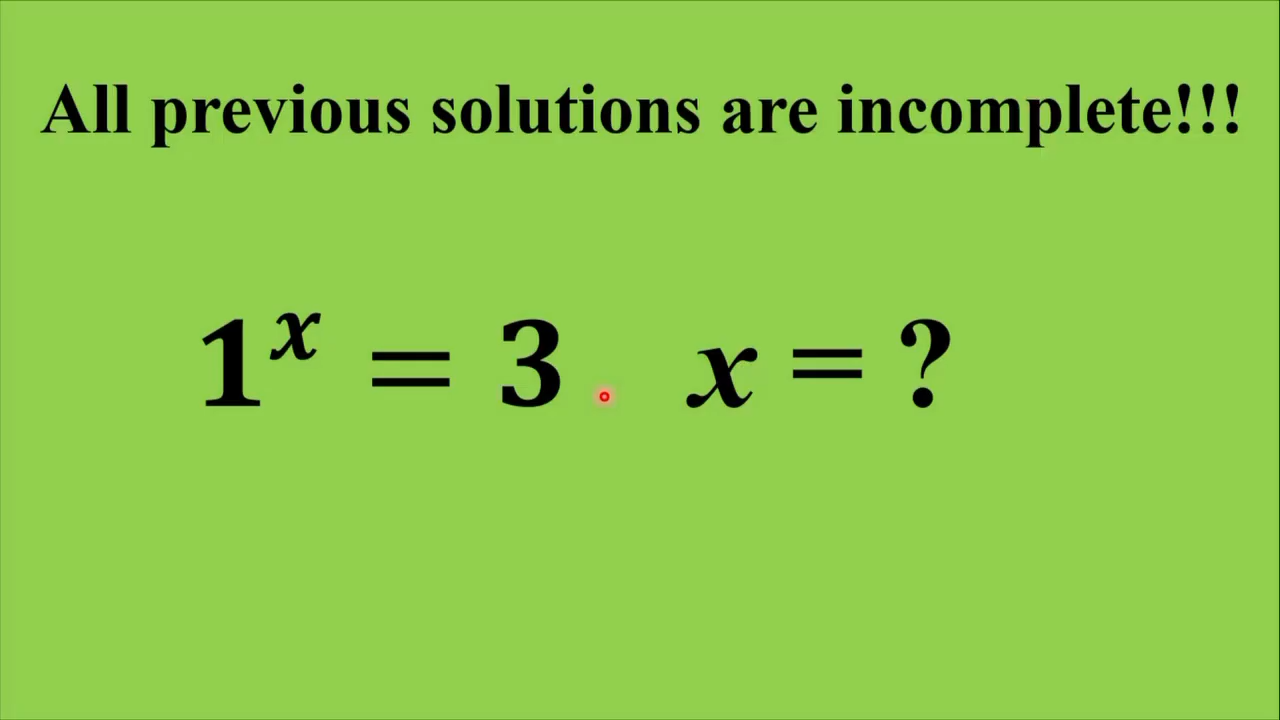 All previous solutions are incomplete!!!
1^x = 3 x = ?